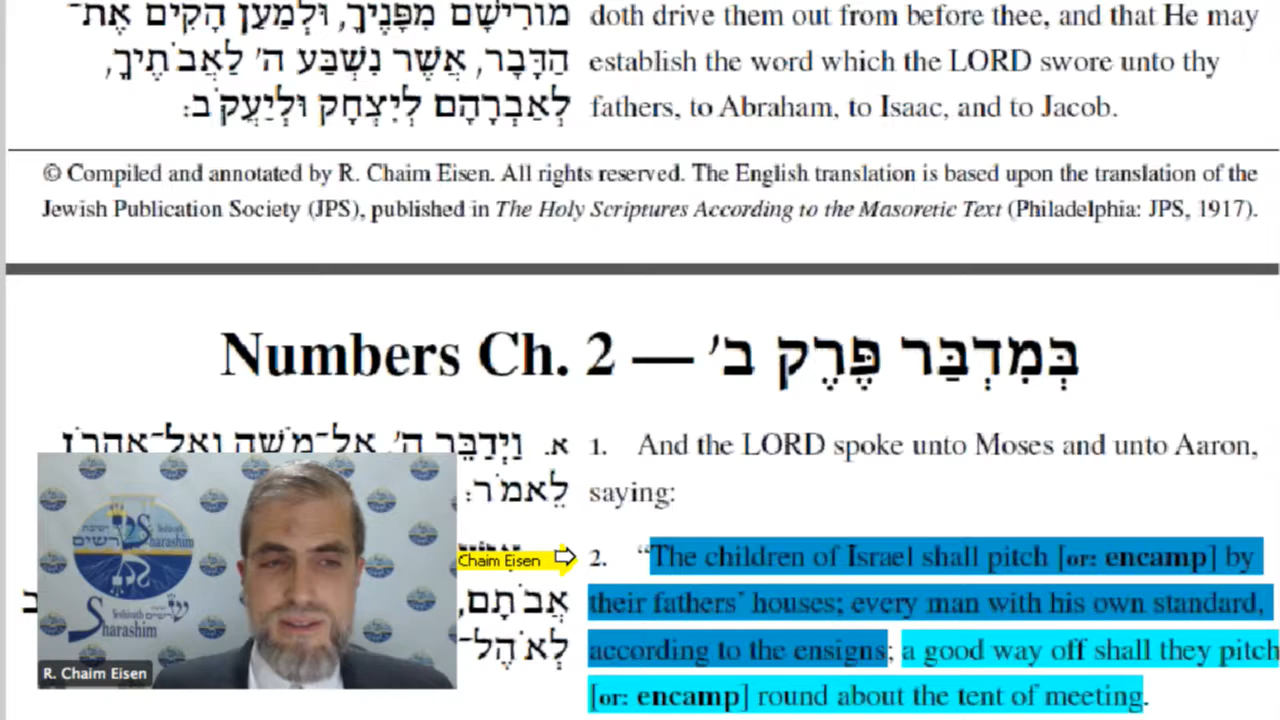 מוֹרִישָׁם מִפָּנֶיךָ, וּלְמַעַן הָקִים אֶת־
הַדָּבָר, אֲשֶׁר נִשְׁבַּע ה' לַאֲבֹתֶיךָ,
לְאַבְרָהָם לְיִצְחָק וּלְיַעֲקֹב:
doth drive them out from before thee, and that He may
establish the word which the LORD swore unto thy
fathers, to Abraham, to Isaac, and to Jacob.
© Compiled and annotated by R. Chaim Eisen. All rights reserved. The English translation is based upon the translation of the
Jewish Publication Society (JPS), published in The Holy Scriptures According to the Masoretic Text (Philadelphia: JPS, 1917).
Numbers Ch. 2 — בְּמִדְבַּר פֶּרֶק ב'
א. וַיְדַבֵּר ה', אֶל־מֹשֶׁה וְאֶל־אַהֲרֹן
לֵאמֹר:
אֲבֹתָם,
לְאֹהֶל־
1. And the LORD spoke unto Moses and unto Aaron,
saying:
2. “The children of Israel shall pitch [or: encamp] by
their fathers’ houses; every man with his own standard,
according to the ensigns; a good way off shall they pitch
[or: encamp] round about the tent of meeting.
Chaim Eisen
ישיבת
שרשים
Yeshivath
Sharashim
Yeshivath
Sharashim
R. Chaim Eisen